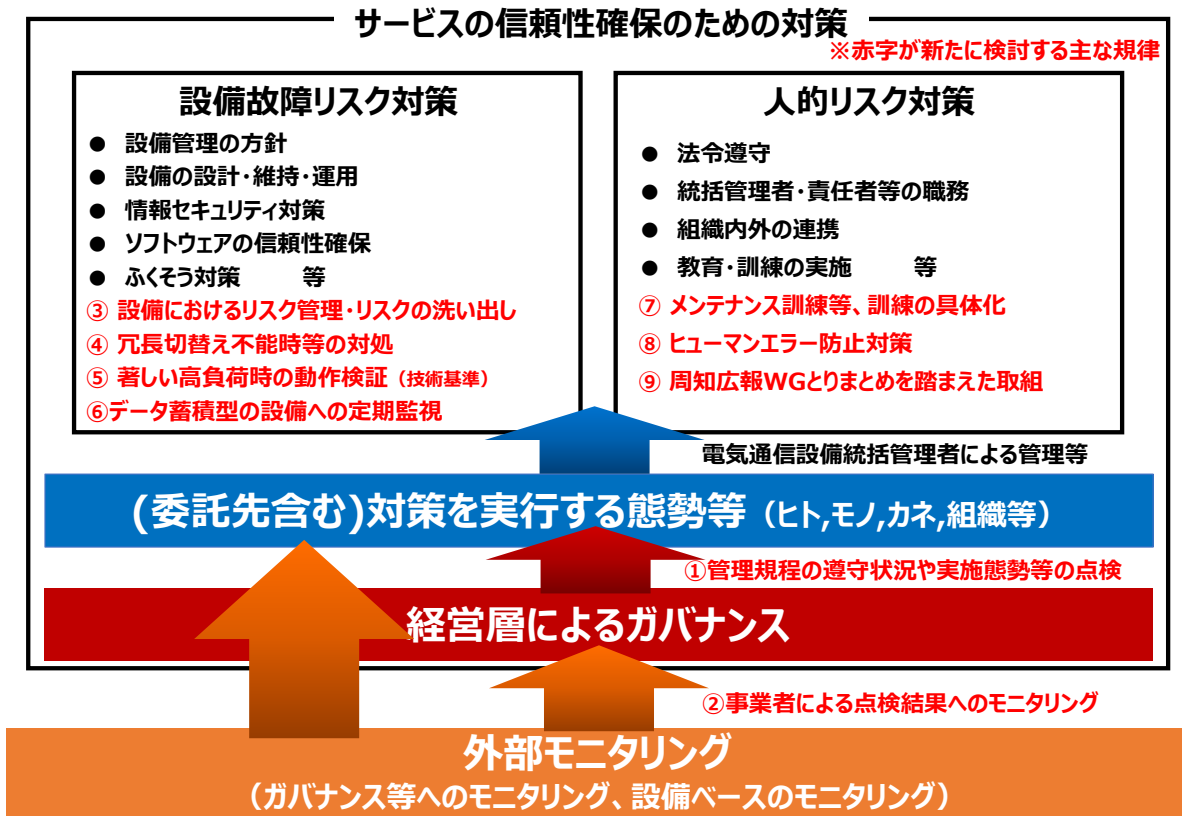 サービスの信頼性確保のための対策
※赤字が新たに検討する主な規律
設備故障リスク対策
● 設備管理の方針
● 設備の設計・維持・運用
● 情報セキュリティ対策
● ソフトウェアの信頼性確保
● ふくそう対策 等
③ 設備におけるリスク管理・リスクの洗い出し
④ 冗長切替え不能時等の対処
⑤ 著しい高負荷時の動作検証（技術基準）
⑥データ蓄積型の設備への定期監視
人的リスク対策
● 法令遵守
● 統括管理者・責任者等の職務
● 組織内外の連携
● 教育・訓練の実施 等
⑦ メンテナンス訓練等、訓練の具体化
⑧ ヒューマンエラー防止対策
⑨ 周知広報WGとりまとめを踏まえた取組
電気通信設備統括管理者による管理等
(委託先含む)対策を実行する態勢等（ヒト,モノ,カネ,組織等）
①管理規程の遵守状況や実施態勢等の点検
経営層によるガバナンス
②事業者による点検結果へのモニタリング
外部モニタリング
（ガバナンス等へのモニタリング、設備ベースのモニタリング）